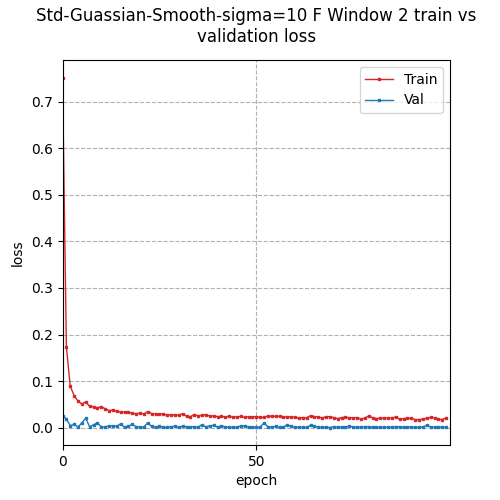 Std-Guassian-Smooth-sigma=10 F Window 2 train vs
validation loss
Train
Val
0.7
0.6
0.5
0.4
0.3
0.2
0.1
0.0
loss
0
50
epoch